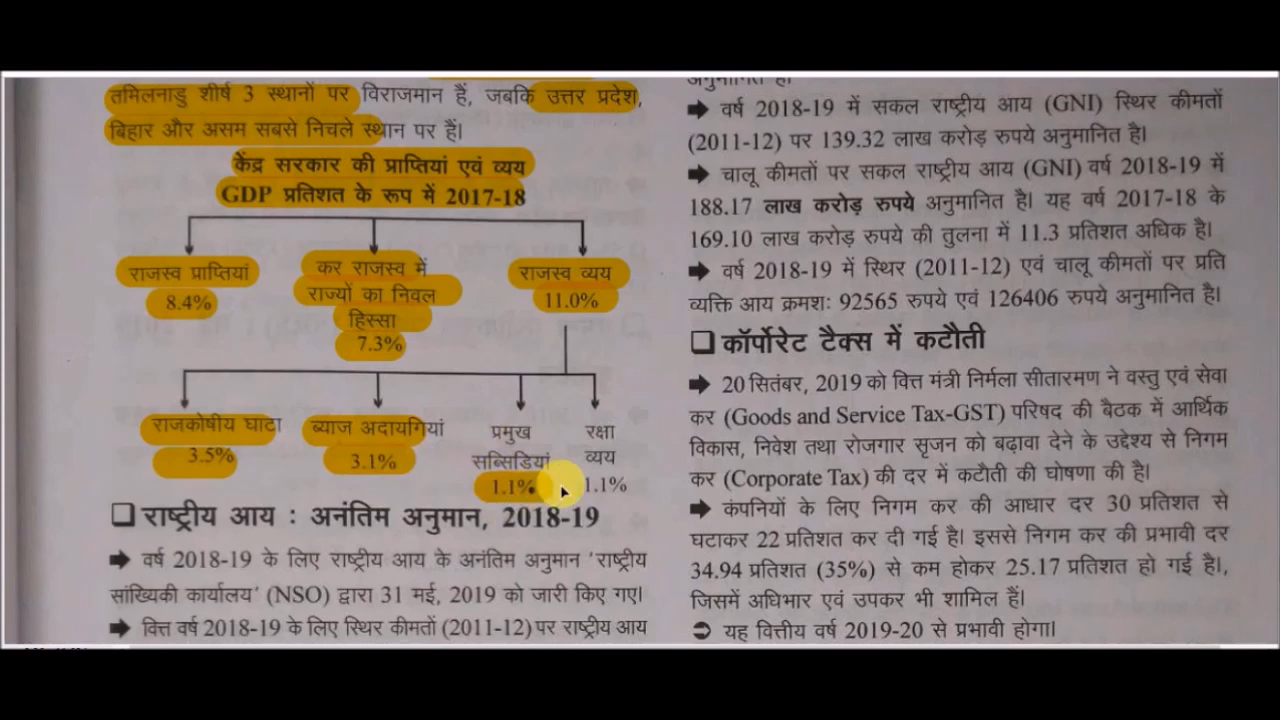 तमिलनाडु शीर्ष 3 स्थानों पर विराजमान हैं, जबकि उत्तर प्रदेश,
बिहार और असम सबसे निचले स्थान पर हैं।
केंद्र सरकार की प्राप्तियां एवं व्यय
GDP प्रतिशत के रूप में 2017-18
राजस्व प्राप्तियां
8.4%
कर राजस्व में
राज्यों का निवल
हिस्सा
7.3%
राजस्व व्यय
11.0%
राजकोषीय घाटा
3.5%
ब्याज अदायगियां
3.1%
प्रमुख
सब्सिडियां
1.1%
रक्षा
व्यय
1.1%
❑ राष्ट्रीय आय : अनंतिम अनुमान, 2018-19
➡ वर्ष 2018-19 के लिए राष्ट्रीय आय के अनंतिम अनुमान ‘राष्ट्रीय
सांख्यिकी कार्यालय’ (NSO) द्वारा 31 मई, 2019 को जारी किए गए।
➡ वित्त वर्ष 2018-19 के लिए स्थिर कीमतों (2011-12) पर राष्ट्रीय आय
अनुमानित है।
➡ वर्ष 2018-19 में सकल राष्ट्रीय आय (GNI) स्थिर कीमतों
(2011-12) पर 139.32 लाख करोड़ रुपये अनुमानित है।
➡ चालू कीमतों पर सकल राष्ट्रीय आय (GNI) वर्ष 2018-19 में
188.17 लाख करोड़ रुपये अनुमानित है। यह वर्ष 2017-18 के
169.10 लाख करोड़ रुपये की तुलना में 11.3 प्रतिशत अधिक है।
➡ वर्ष 2018-19 में स्थिर (2011-12) एवं चालू कीमतों पर प्रति
व्यक्ति आय क्रमशः 92565 रुपये एवं 126406 रुपये अनुमानित है।
❑ कॉर्पोरेट टैक्स में कटौती
➡ 20 सितंबर, 2019 को वित्त मंत्री निर्मला सीतारमण ने वस्तु एवं सेवा
कर (Goods and Service Tax-GST) परिषद की बैठक में आर्थिक
विकास, निवेश तथा रोजगार सृजन को बढ़ावा देने के उद्देश्य से निगम
कर (Corporate Tax) की दर में कटौती की घोषणा की है।
➡ कंपनियों के लिए निगम कर की आधार दर 30 प्रतिशत से
घटाकर 22 प्रतिशत कर दी गई है। इससे निगम कर की प्रभावी दर
34.94 प्रतिशत (35%) से कम होकर 25.17 प्रतिशत हो गई है।,
जिसमें अधिभार एवं उपकर भी शामिल हैं।
➲ यह वित्तीय वर्ष 2019-20 से प्रभावी होगा।